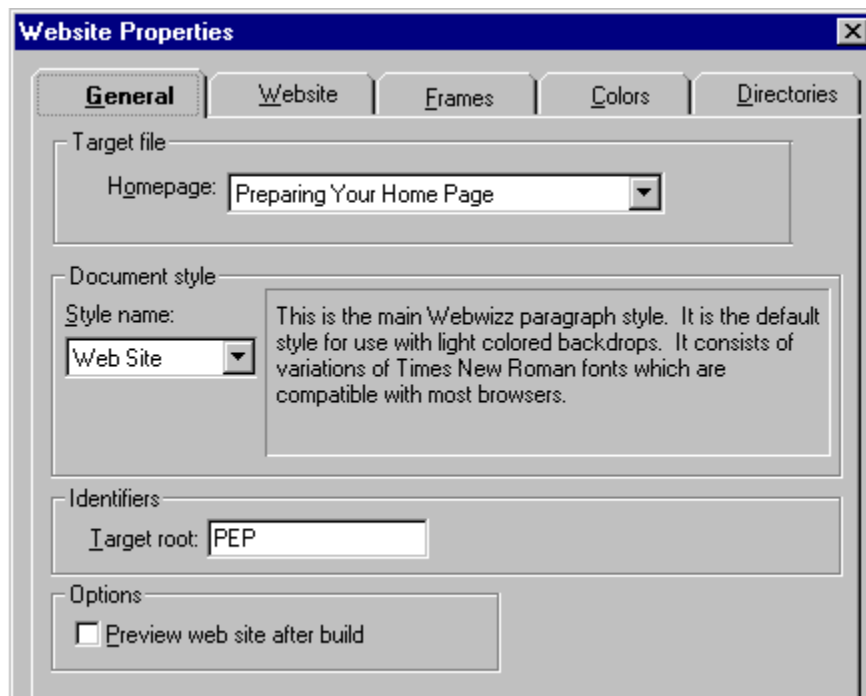 Website Properties
General Website Frames Colors Directories
Target file
Homepage: Preparing Your Home Page
Document style
Style name:
Web Site
This is the main Webwizz paragraph style. It is the default
style for use with light colored backdrops. It consists of
variations of Times New Roman fonts which are
compatible with most browsers.
Identifiers
Target root: PEP
Options
Preview web site after build